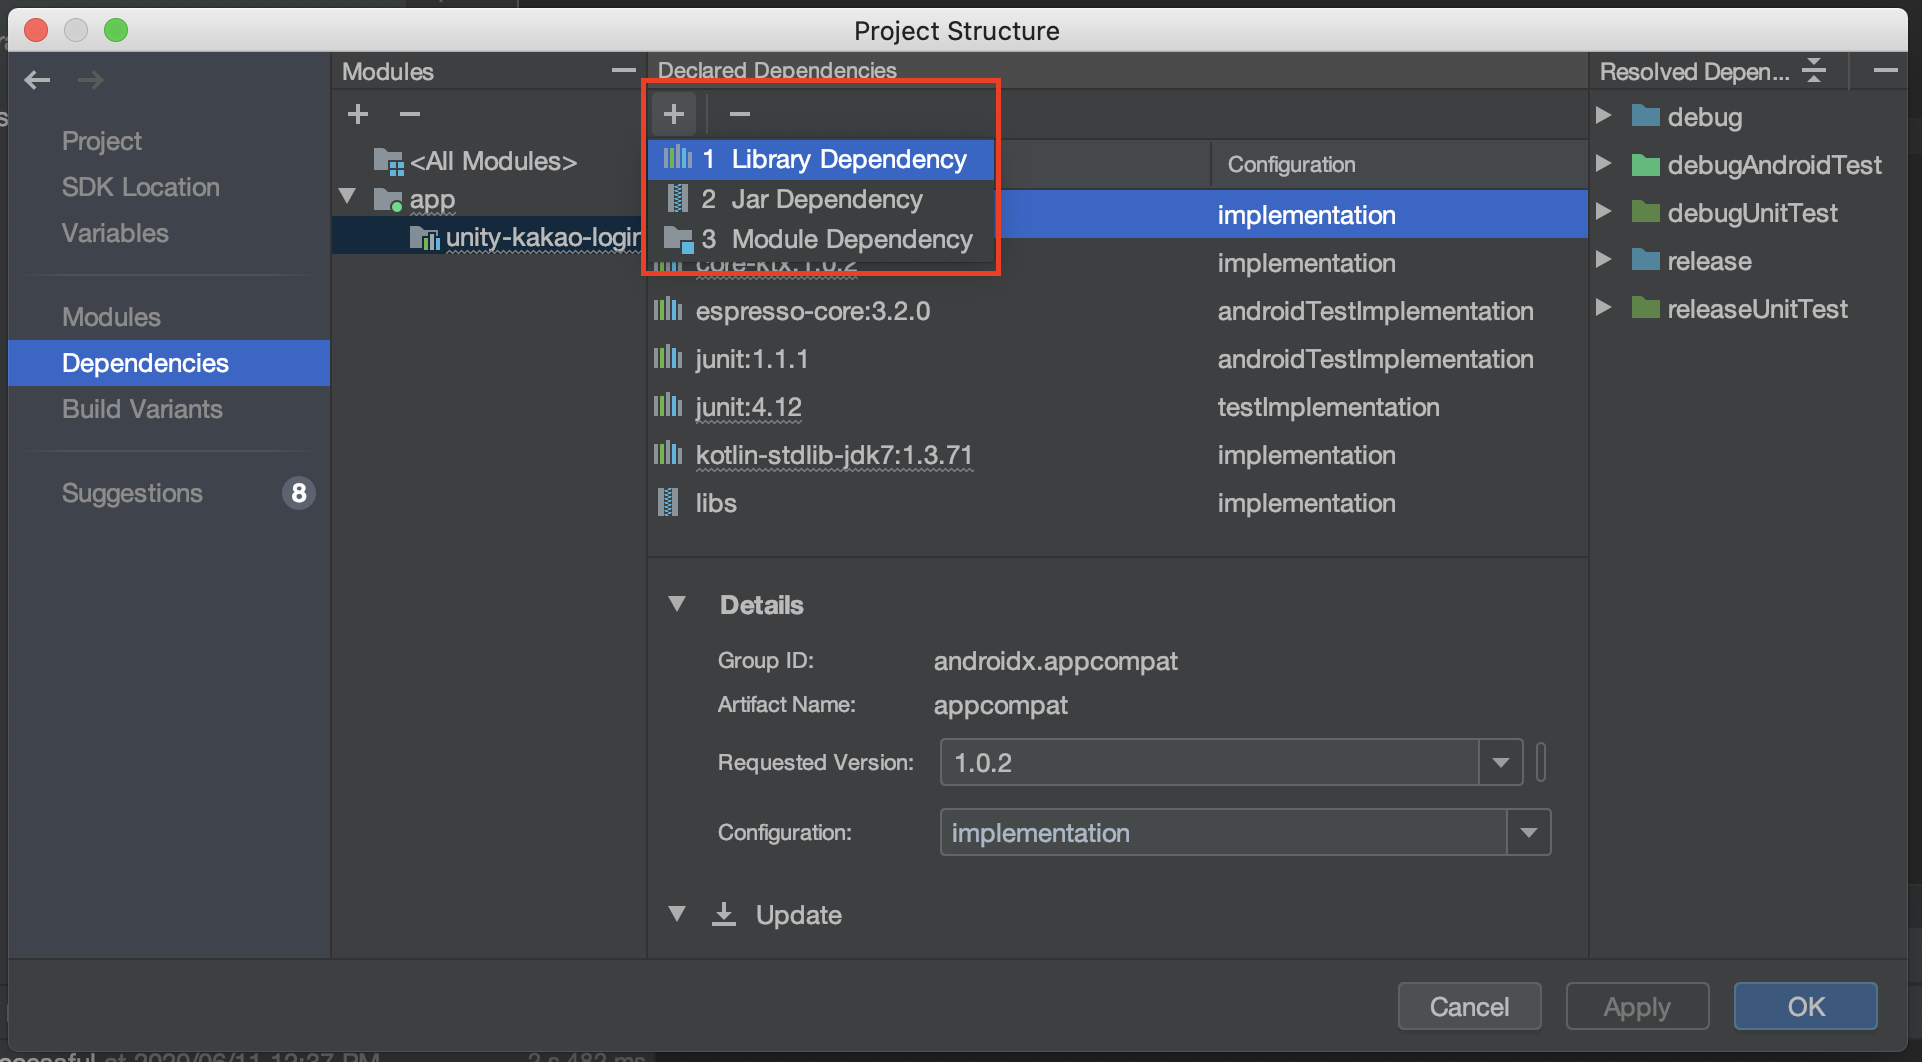 Project Structure
Modules
Declared Dependencies
Resolved Depen...
Project
SDK Location
Variables
Modules
Dependencies
Build Variants
Suggestions
8
<All Modules>
app
unity-kakao-login
1 Library Dependency
2 Jar Dependency
3 Module Dependency
Configuration
implementation
core-ktx:1.0.2 implementation
espresso-core:3.2.0 androidTestImplementation
junit:1.1.1 androidTestImplementation
junit:4.12 testImplementation
kotlin-stdlib-jdk7:1.3.71 implementation
libs implementation
Details
Group ID: androidx.appcompat
Artifact Name: appcompat
Requested Version: 1.0.2
Configuration: implementation
Update
debug
debugAndroidTest
debugUnitTest
release
releaseUnitTest
Cancel
Apply
OK
at 2020/06/11 12:37 PM 2 s 482 ms